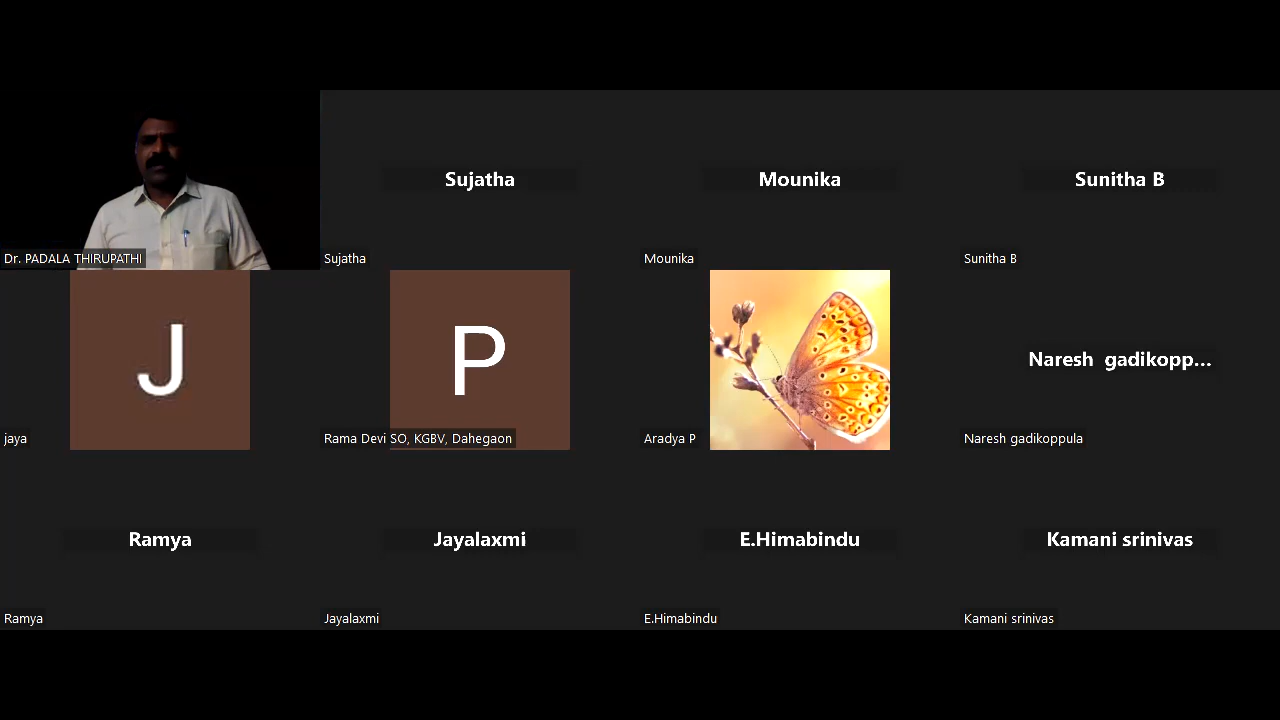 Dr. PADALA THIRUPATHI
Sujatha
Sujatha
Mounika
Mounika
Sunitha B
Sunitha B
J
jaya
P
Rama Devi SO, KGBV, Dahegaon
Aradya P
Naresh gadikopp...
Naresh gadikoppula
Ramya
Ramya
Jayalaxmi
Jayalaxmi
E.Himabindu
E.Himabindu
Kamani srinivas
Kamani srinivas